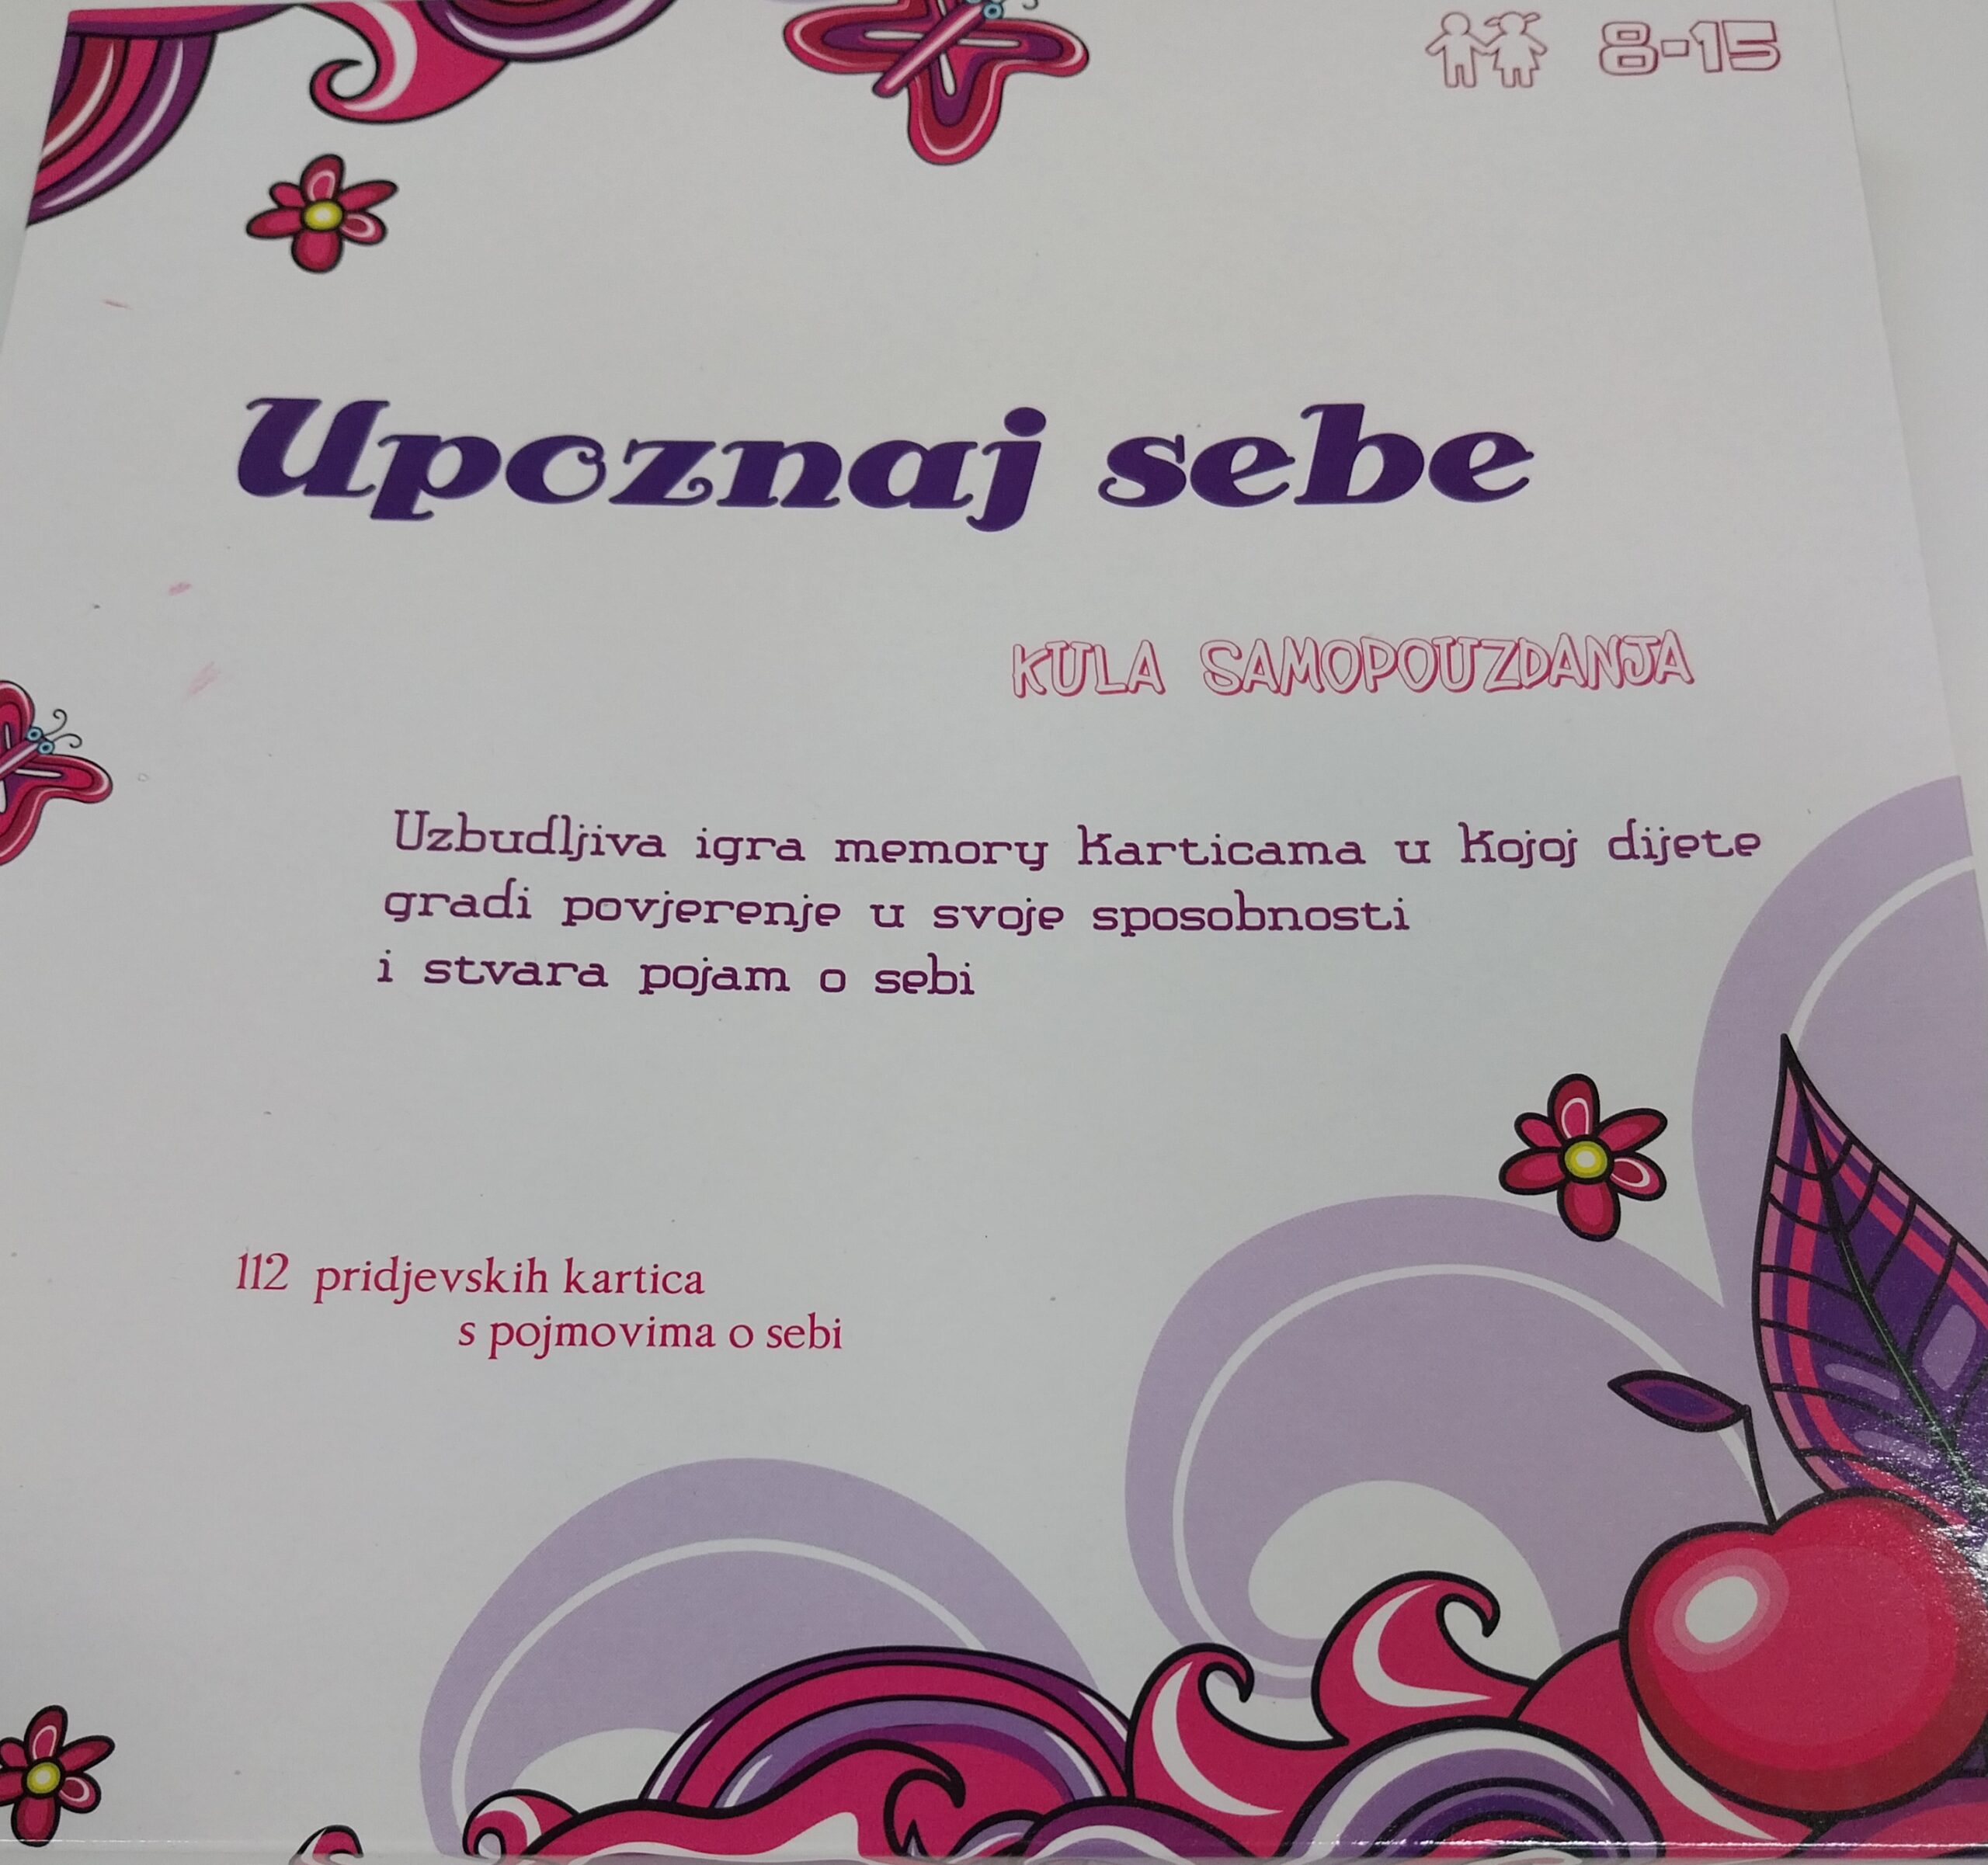 8-15
Upoznaj sebe
KULA SAMOPOUZDANJA
Uzbudljiva igra memory karticama u kojoj dijete
gradi povjerenje u svoje sposobnosti
i stvara pojam o sebi
112 pridjevskih kartica
s pojmovima o sebi